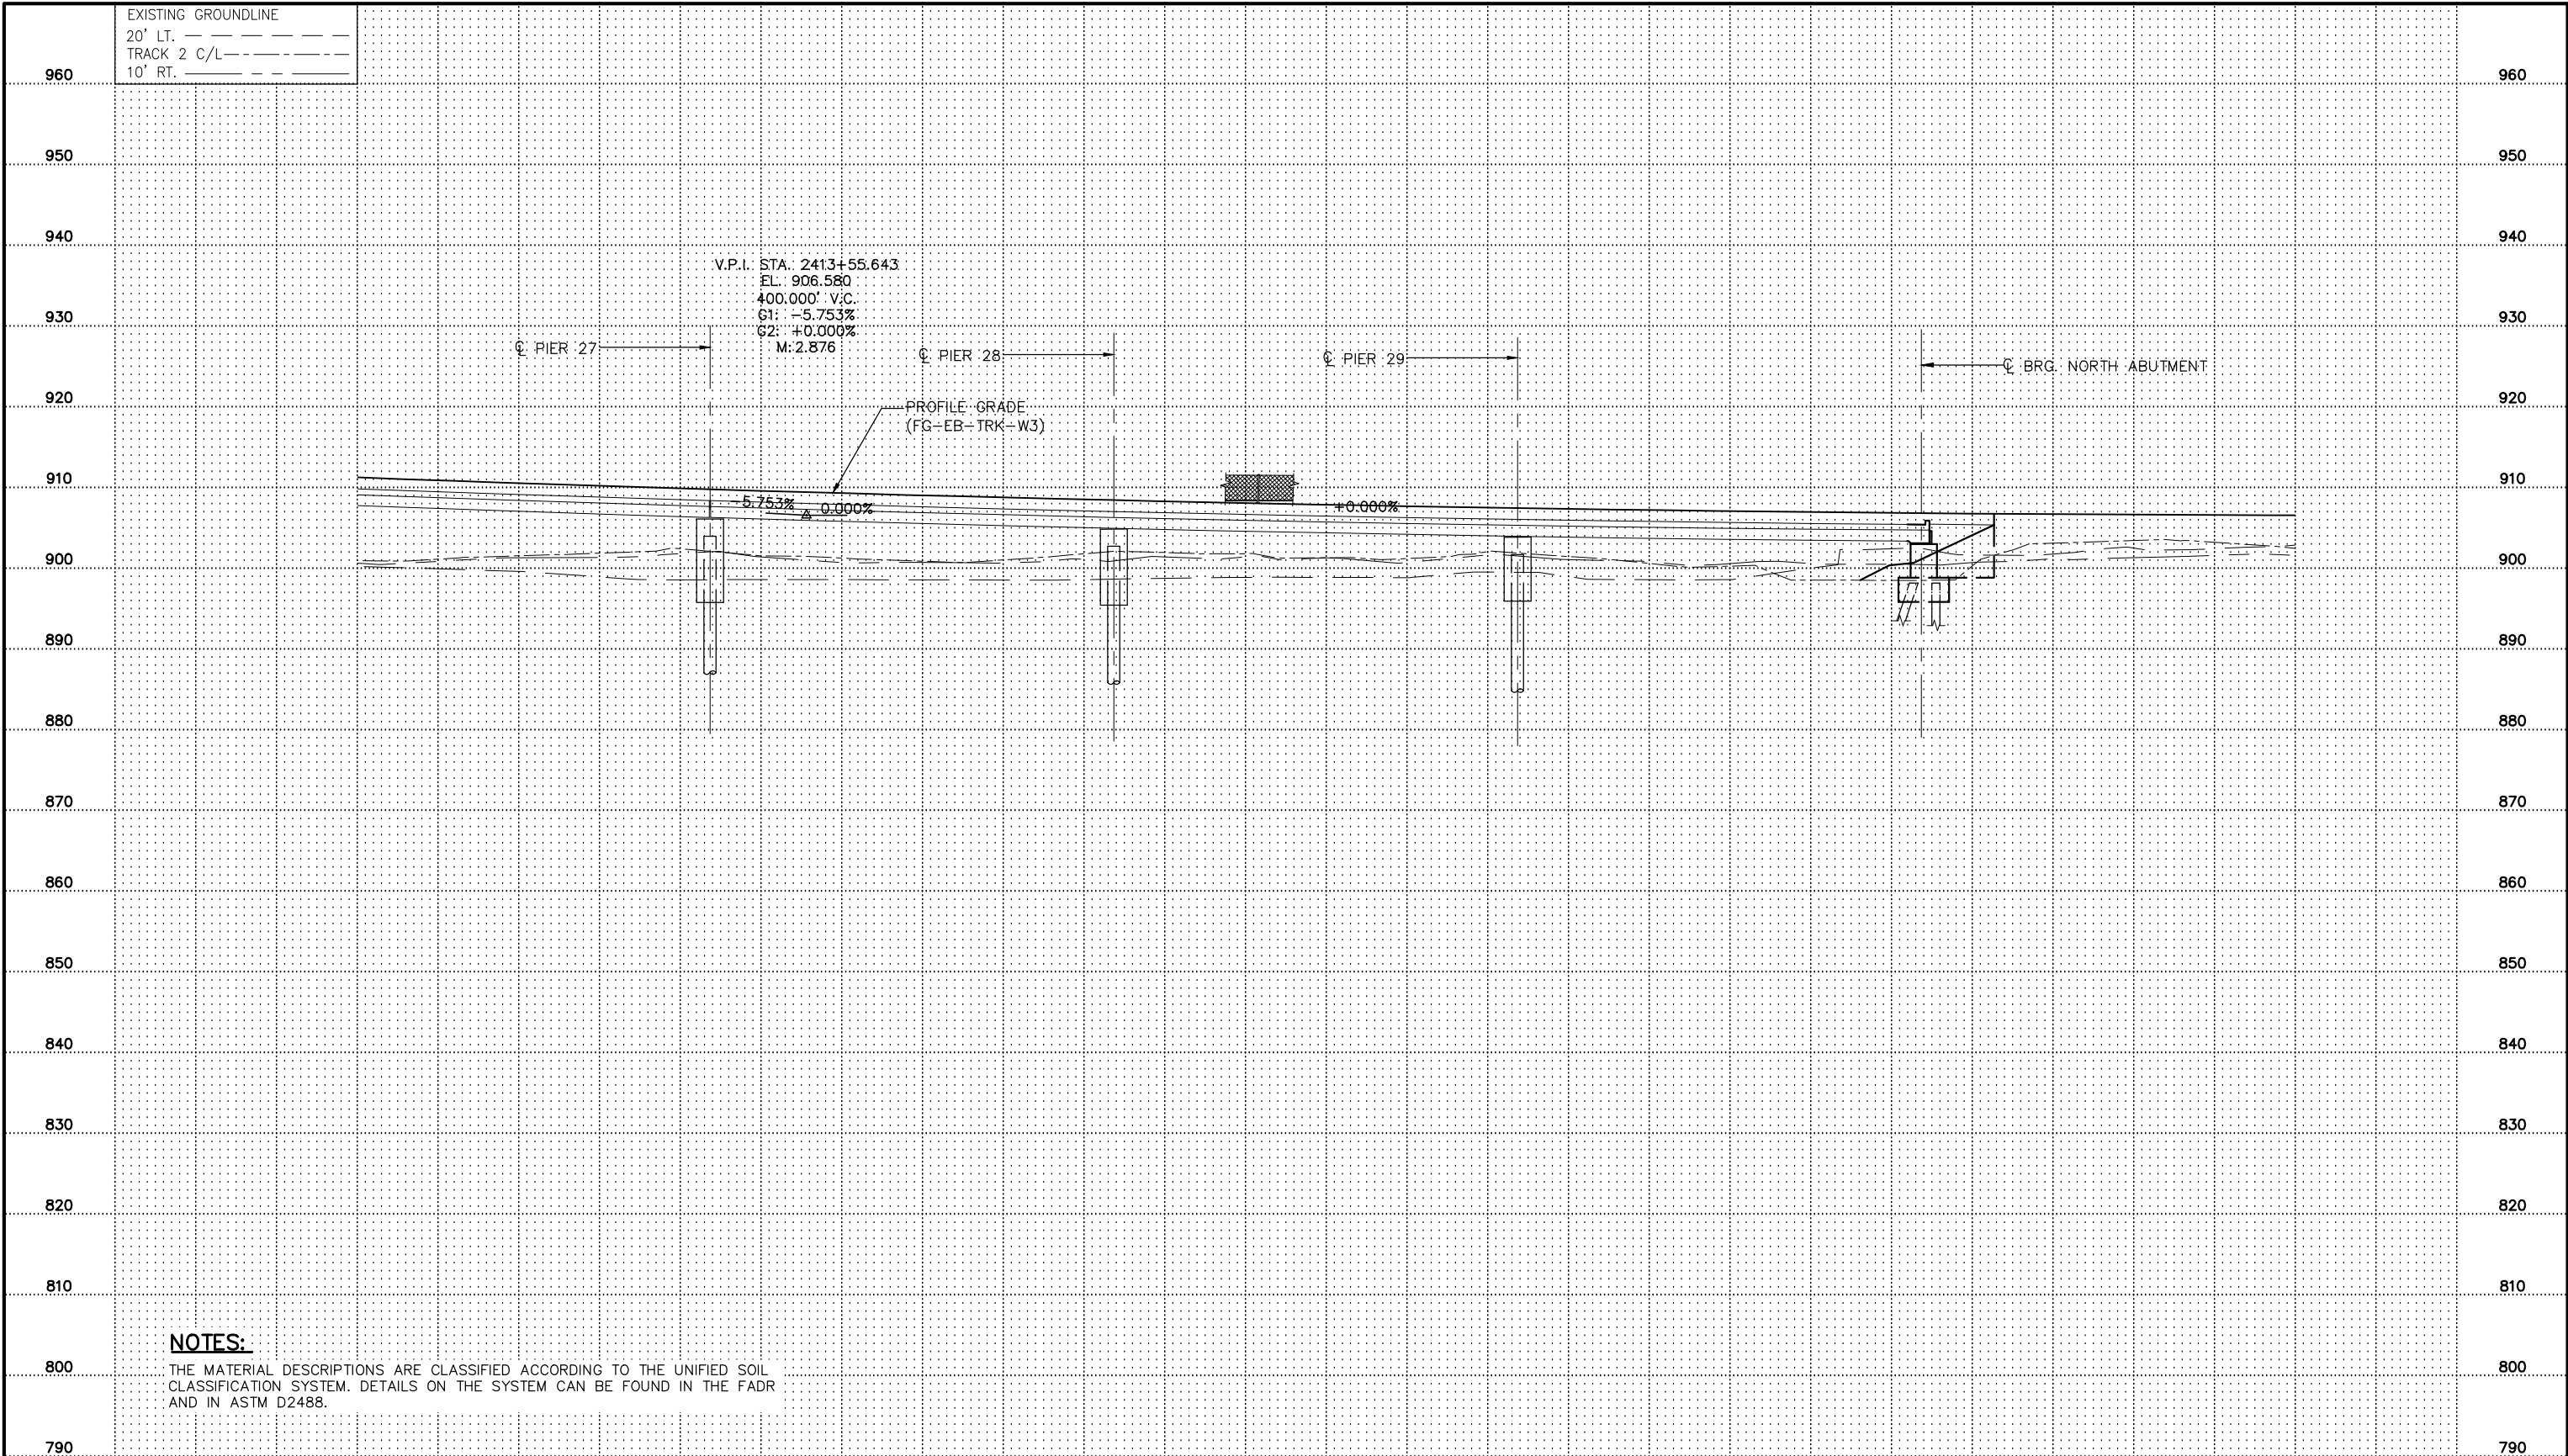 EXISTING GROUNDLINE
20' LT.
TRACK 2 C/L
10' RT.
960 960
950 950
940 940
V.P.I. STA. 2413+55.643
EL. 906.580
400.000' V.C.
G1: -5.753%
G2: +0.000%
M: 2.876
930 930
℄ PIER 27
℄ PIER 28
℄ PIER 29
℄ BRG. NORTH ABUTMENT
920 920
PROFILE GRADE
(FG-EB-TRK-W3)
910 910
-5.753% 0.000% +0.000%
900 900
890 890
880 880
870 870
860 860
850 850
840 840
830 830
820 820
810 810
NOTES:
800 800
THE MATERIAL DESCRIPTIONS ARE CLASSIFIED ACCORDING TO THE UNIFIED SOIL
CLASSIFICATION SYSTEM. DETAILS ON THE SYSTEM CAN BE FOUND IN THE FADR
AND IN ASTM D2488.
790 790